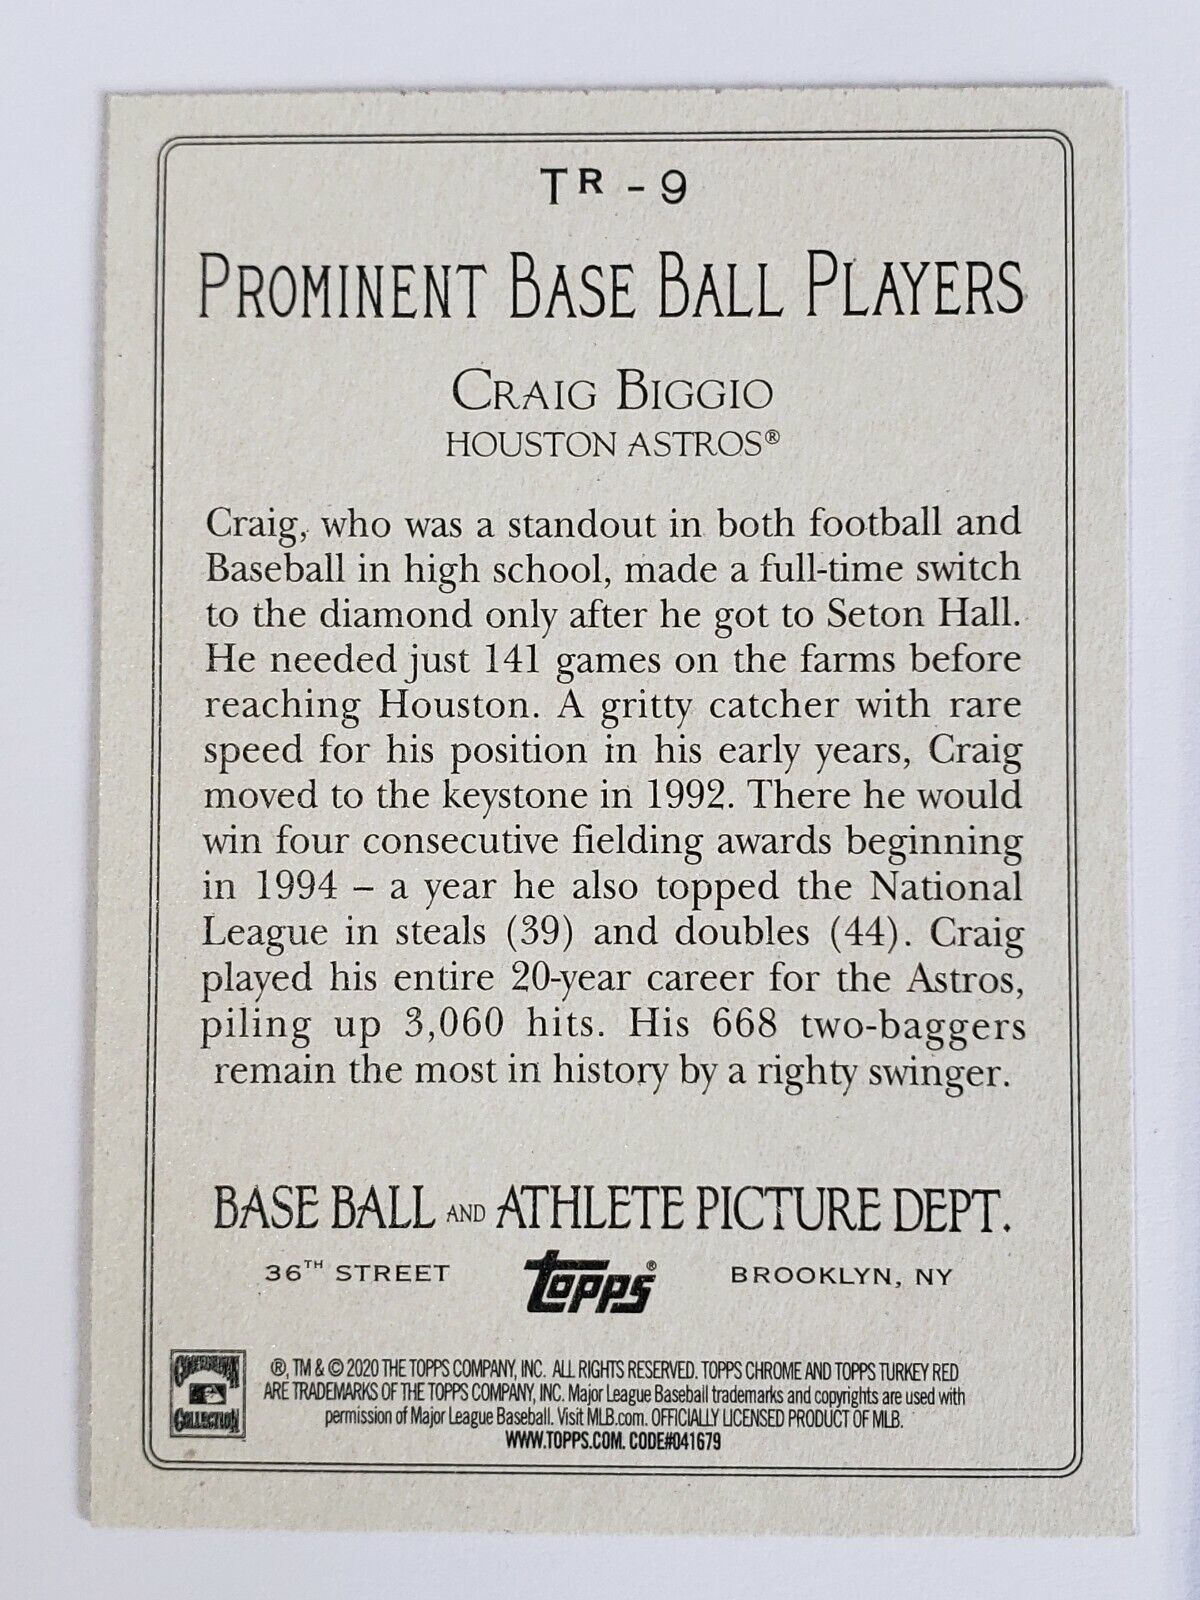 TR - 9
PROMINENT BASE BALL PLAYERS
CRAIG BIGGIO
HOUSTON ASTROS®
Craig, who was a standout in both football and
Baseball in high school, made a full-time switch
to the diamond only after he got to Seton Hall.
He needed just 141 games on the farms before
reaching Houston. A gritty catcher with rare
speed for his position in his early years, Craig
moved to the keystone in 1992. There he would
win four consecutive fielding awards beginning
in 1994 – a year he also topped the National
League in steals (39) and doubles (44). Craig
played his entire 20-year career for the Astros,
piling up 3,060 hits. His 668 two-baggers
remain the most in history by a righty swinger.
BASE BALL AND ATHLETE PICTURE DEPT.
36TH STREET Topps® BROOKLYN, NY
COOPERSTOWN
COLLECTION
®, TM & © 2020 THE TOPPS COMPANY, INC. ALL RIGHTS RESERVED. TOPPS CHROME AND TOPPS TURKEY RED
ARE TRADEMARKS OF THE TOPPS COMPANY, INC. Major League Baseball trademarks and copyrights are used with
permission of Major League Baseball. Visit MLB.com. OFFICIALLY LICENSED PRODUCT OF MLB.
WWW.TOPPS.COM. CODE#041679